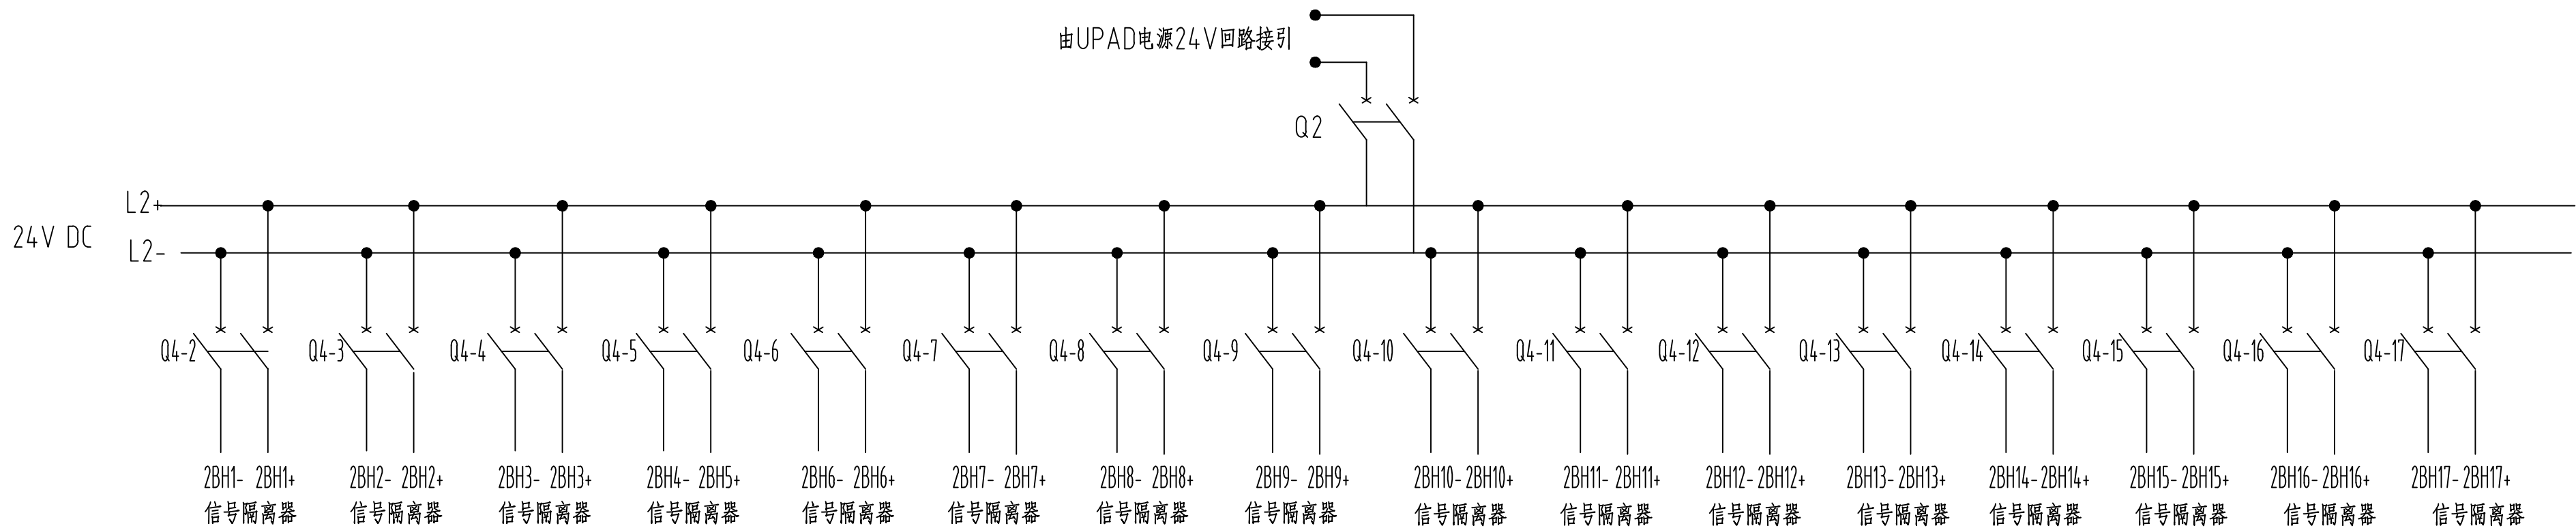 由UPAD电源24V回路接引
Q2
L2+
24V DC
L2-
Q4-2 Q4-3 Q4-4 Q4-5 Q4-6 Q4-7 Q4-8 Q4-9 Q4-10 Q4-11 Q4-12 Q4-13 Q4-14 Q4-15 Q4-16 Q4-17
2BH1- 2BH1+ 2BH2- 2BH2+ 2BH3- 2BH3+ 2BH4- 2BH5+ 2BH6- 2BH6+ 2BH7- 2BH7+ 2BH8- 2BH8+ 2BH9- 2BH9+ 2BH10- 2BH10+ 2BH11- 2BH11+ 2BH12- 2BH12+ 2BH13- 2BH13+ 2BH14- 2BH14+ 2BH15- 2BH15+ 2BH16- 2BH16+ 2BH17- 2BH17+
信号隔离器 信号隔离器 信号隔离器 信号隔离器 信号隔离器 信号隔离器 信号隔离器 信号隔离器 信号隔离器 信号隔离器 信号隔离器 信号隔离器 信号隔离器 信号隔离器 信号隔离器 信号隔离器